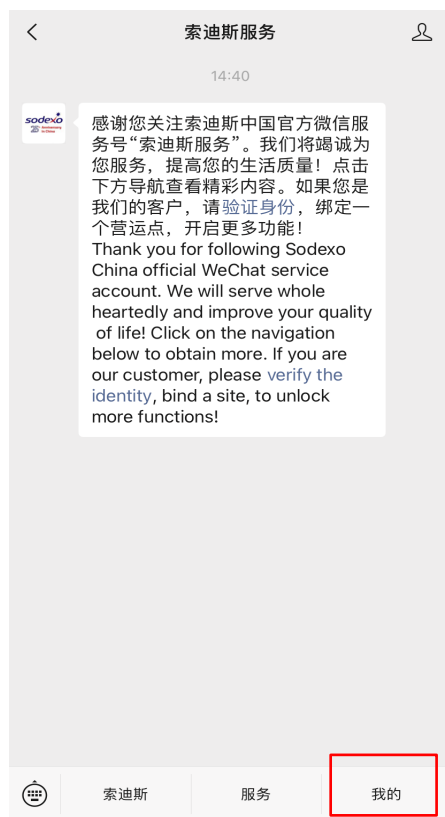 索迪斯服务
14:40
sodexo
感谢您关注索迪斯中国官方微信服
务号“索迪斯服务”。我们将竭诚为
您服务，提高您的生活质量！点击
下方导航查看精彩内容。如果您是
我们的客户，请验证身份，绑定一
个营运点，开启更多功能！
Thank you for following Sodexo
China official WeChat service
account. We will serve whole
heartedly and improve your quality
of life! Click on the navigation
below to obtain more. If you are
our customer, please verify the
identity, bind a site, to unlock
more functions!
索迪斯
服务
我的